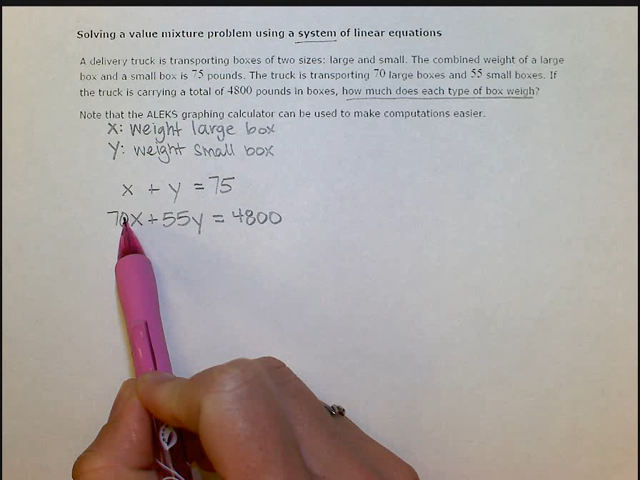 Solving a value mixture problem using a system of linear equations
A delivery truck is transporting boxes of two sizes: large and small. The combined weight of a large
box and a small box is 75 pounds. The truck is transporting 70 large boxes and 55 small boxes. If
the truck is carrying a total of 4800 pounds in boxes, how much does each type of box weigh?
Note that the ALEKS graphing calculator can be used to make computations easier.
X: weight large box
Y: weight small box
x + y = 75
70x + 55y = 4800